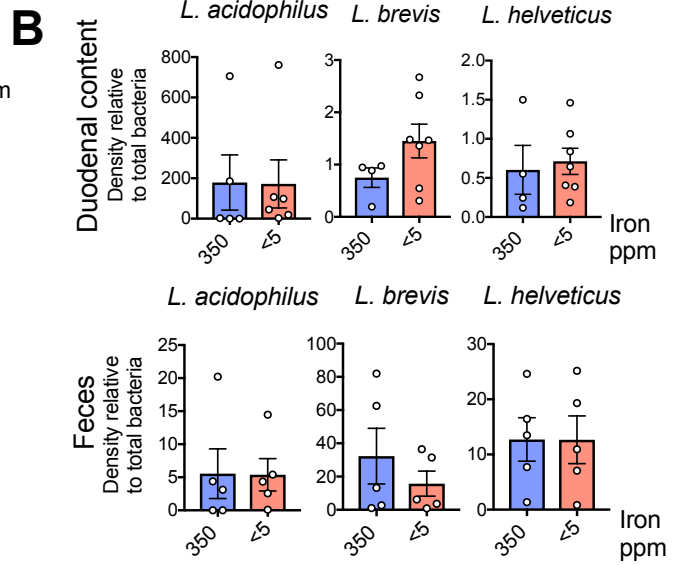 B
m
L. acidophilus L. brevis L. helveticus
Duodenal content
Density relative
to total bacteria
800
600
400
200
0
350 <5
3
2
1
0
350 <5
2.0
1.5
1.0
0.5
0.0
350 <5
Iron
ppm
L. acidophilus L. brevis L. helveticus
Feces
Density relative
to total bacteria
25
20
15
10
5
0
350 <5
100
80
60
40
20
0
350 <5
30
20
10
0
350 <5
Iron
ppm